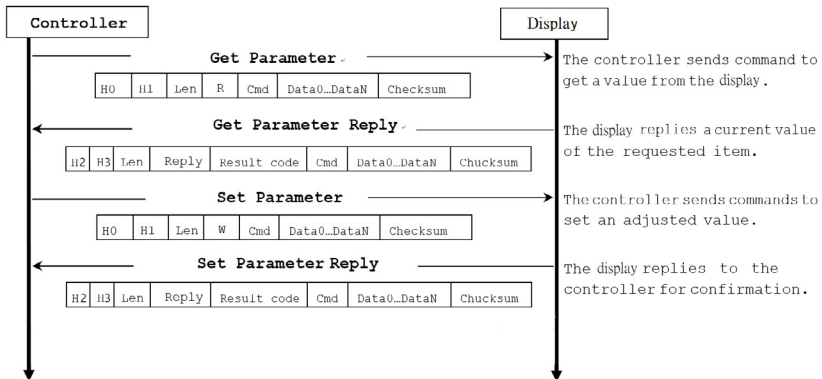 Controller
Display
Get Parameter
The controller sends command to
get a value from the display.
H0 H1 Len R Cmd Data0...DataN Checksum
Get Parameter Reply
The display replies a current value
of the requested item.
H2 H3 Len Reply Result code Cmd Data0...DataN Chucksum
Set Parameter
The controller sends commands to
set an adjusted value.
H0 H1 Len W Cmd Data0...DataN Checksum
Set Parameter Reply
The display replies to the
controller for confirmation.
H2 H3 Len Reply Result code Cmd Data0...DataN Chucksum